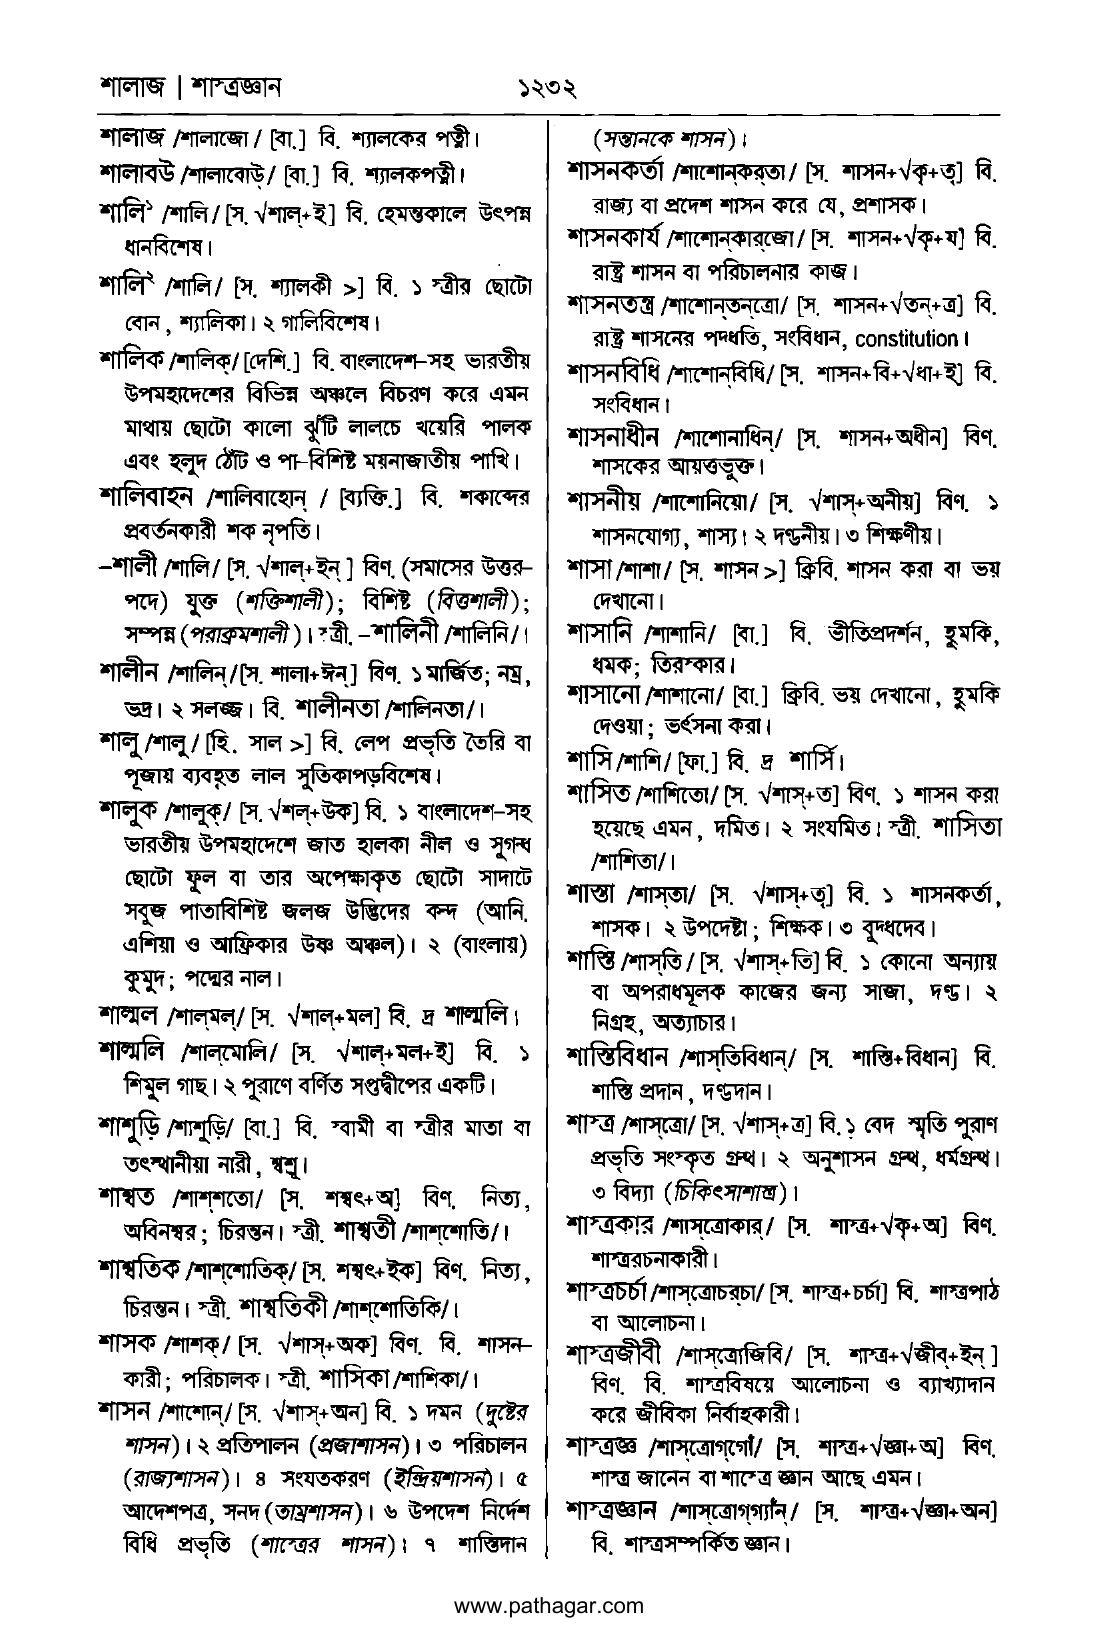 শালাজ | শাস্ত্রজ্ঞান
১২৩২
শালাজ /শালাজো/ [বা.] বি. শ্যালকের পত্নী।
শালাবউ /শালাবোউ/ [বা.] বি. শ্যালকপত্নী।
শালি১ /শালি/ [স. √শাল্+ই] বি. হেমন্তকালে উৎপন্ন
ধানবিশেষ।
শালি২ /শালি/ [স. শ্যালকী >] বি. ১ স্ত্রীর ছোটো
বোন, শ্যালিকা। ২ গালিবিশেষ।
শালিক /শালিক্/ [দেশি.] বি. বাংলাদেশ-সহ ভারতীয়
উপমহাদেশের বিভিন্ন অঞ্চলে বিচরণ করে এমন
মাথায় ছোটো কালো ঝুঁটি লালচে খয়েরি পালক
এবং হলুদ ঠোঁট ও পা-বিশিষ্ট ময়নাজাতীয় পাখি।
শালিবাহন /শালিবাহোন্ / [ব্যক্তি.] বি. শকাব্দের
প্রবর্তনকারী শক নৃপতি।
-শালী /শালি/ [স. √শাল্+ইন্ ] বিণ. (সমাসের উত্তর-
পদে) যুক্ত (শক্তিশালী); বিশিষ্ট (বিত্তশালী);
সম্পন্ন (পরাক্রমশালী)। স্ত্রী. -শালিনী /শালিনি/।
শালীন /শালিন্/ [স. শালা+ঈন্] বিণ. ১ মার্জিত; নম্র,
ভদ্র। ২ সলজ্জ। বি. শালীনতা /শালিনতা/।
শালু /শালু/ [হি. সাল >] বি. লেপ প্রভৃতি তৈরি বা
পূজায় ব্যবহৃত লাল সুতিকাপড়বিশেষ।
শালুক /শালুক্/ [স. √শল্+উক] বি. ১ বাংলাদেশ-সহ
ভারতীয় উপমহাদেশে জাত হালকা নীল ও সুগন্ধ
ছোটো ফুল বা তার অপেক্ষাকৃত ছোটো সাদাটে
সবুজ পাতাবিশিষ্ট জলজ উদ্ভিদের কন্দ (আনি.
এশিয়া ও আফ্রিকার উষ্ণ অঞ্চল)। ২ (বাংলায়)
কুমুদ; পদ্মের নাল।
শাল্মল /শাল্‌মল্/ [স. √শাল্+মল] বি. দ্র শাল্মলি।
শাল্মলি /শাল্‌মোলি/ [স. √শাল্+মল+ই] বি. ১
শিমুল গাছ। ২ পুরাণে বর্ণিত সপ্তদ্বীপের একটি।
শাশুড়ি /শাশুড়ি/ [বা.] বি. স্বামী বা স্ত্রীর মাতা বা
তৎস্থানীয়া নারী, শ্বশ্রূ।
শাশ্বত /শাশ্‌শতো/ [স. শশ্বৎ+অ] বিণ. নিত্য,
অবিনশ্বর; চিরন্তন। স্ত্রী. শাশ্বতী /শাশ্‌শোতি/।
শাশ্বতিক /শাশ্‌শোতিক্/ [স. শশ্বৎ+ইক] বিণ. নিত্য,
চিরন্তন। স্ত্রী. শাশ্বতিকী /শাশ্‌শোতিকি/।
শাসক /শাশক্/ [স. √শাস্+অক] বিণ. বি. শাসন-
কারী; পরিচালক। স্ত্রী. শাসিকা /শাশিকা/।
শাসন /শাশোন্/ [স. √শাস্+অন] বি. ১ দমন (দুষ্টের
শাসন)। ২ প্রতিপালন (প্রজাশাসন)। ৩ পরিচালন
(রাজ্যশাসন)। ৪ সংযতকরণ (ইন্দ্রিয়শাসন)। ৫
আদেশপত্র, সনদ (তাম্রশাসন)। ৬ উপদেশ নির্দেশ
বিধি প্রভৃতি (শাস্ত্রের শাসন)। ৭ শাস্তিদান
(সন্তানকে শাসন)।
শাসনকর্তা /শাশোন্‌কর্‌তা/ [স. শাসন+√কৃ+তৃ] বি.
রাজ্য বা প্রদেশ শাসন করে যে, প্রশাসক।
শাসনকার্য /শাশোন্‌কার্‌জো/ [স. শাসন+√কৃ+য] বি.
রাষ্ট্র শাসন বা পরিচালনার কাজ।
শাসনতন্ত্র /শাশোন্‌তন্‌ত্রো/ [স. শাসন+√তন্+ত্র] বি.
রাষ্ট্র শাসনের পদ্ধতি, সংবিধান, constitution।
শাসনবিধি /শাশোন্‌বিধি/ [স. শাসন+বি+√ধা+ই] বি.
সংবিধান।
শাসনাধীন /শাশোনাধিন্/ [স. শাসন+অধীন] বিণ.
শাসকের আয়ত্তভুক্ত।
শাসনীয় /শাশোনিয়ো/ [স. √শাস্+অনীয়] বিণ. ১
শাসনযোগ্য, শাস্য। ২ দণ্ডনীয়। ৩ শিক্ষণীয়।
শাসা /শাশা/ [স. শাসন >] ক্রিবি. শাসন করা বা ভয়
দেখানো।
শাসানি /শাশানি/ [বা.] বি. ভীতিপ্রদর্শন, হুমকি,
ধমক; তিরস্কার।
শাসানো /শাশানো/ [বা.] ক্রিবি. ভয় দেখানো, হুমকি
দেওয়া; ভর্ৎসনা করা।
শাসি /শাশি/ [ফা.] বি. দ্র শার্সি।
শাসিত /শাশিতো/ [স. √শাস্+ত] বিণ. ১ শাসন করা
হয়েছে এমন, দমিত। ২ সংযমিত। স্ত্রী. শাসিতা
/শাশিতা/।
শাস্তা /শাস্‌তা/ [স. √শাস্+তৃ] বি. ১ শাসনকর্তা,
শাসক। ২ উপদেষ্টা; শিক্ষক। ৩ বুদ্ধদেব।
শাস্তি /শাস্‌তি/ [স. √শাস্+তি] বি. ১ কোনো অন্যায়
বা অপরাধমূলক কাজের জন্য সাজা, দণ্ড। ২
নিগ্রহ, অত্যাচার।
শাস্তিবিধান /শাস্‌তিবিধান্/ [স. শাস্তি+বিধান] বি.
শাস্তি প্রদান, দণ্ডদান।
শাস্ত্র /শাস্‌ত্রো/ [স. √শাস্+ত্র] বি. ১ বেদ স্মৃতি পুরাণ
প্রভৃতি সংস্কৃত গ্রন্থ। ২ অনুশাসন গ্রন্থ, ধর্মগ্রন্থ।
৩ বিদ্যা (চিকিৎসাশাস্ত্র)।
শাস্ত্রকার /শাস্‌ত্রোকার্/ [স. শাস্ত্র+√কৃ+অ] বিণ.
শাস্ত্ররচনাকারী।
শাস্ত্রচর্চা /শাস্‌ত্রোচর্‌চা/ [স. শাস্ত্র+চর্চা] বি. শাস্ত্রপাঠ
বা আলোচনা।
শাস্ত্রজীবী /শাস্‌ত্রোজিবি/ [স. শাস্ত্র+√জীব্+ইন্ ]
বিণ. বি. শাস্ত্রবিষয়ে আলোচনা ও ব্যাখ্যাদান
করে জীবিকা নির্বাহকারী।
শাস্ত্রজ্ঞ /শাস্‌ত্রোগ্‌গোঁ/ [স. শাস্ত্র+√জ্ঞা+অ] বিণ.
শাস্ত্র জানেন বা শাস্ত্রে জ্ঞান আছে এমন।
শাস্ত্রজ্ঞান /শাস্‌ত্রোগ্‌গ্যাঁন্/ [স. শাস্ত্র+√জ্ঞা+অন]
বি. শাস্ত্রসম্পর্কিত জ্ঞান।
www.pathagar.com